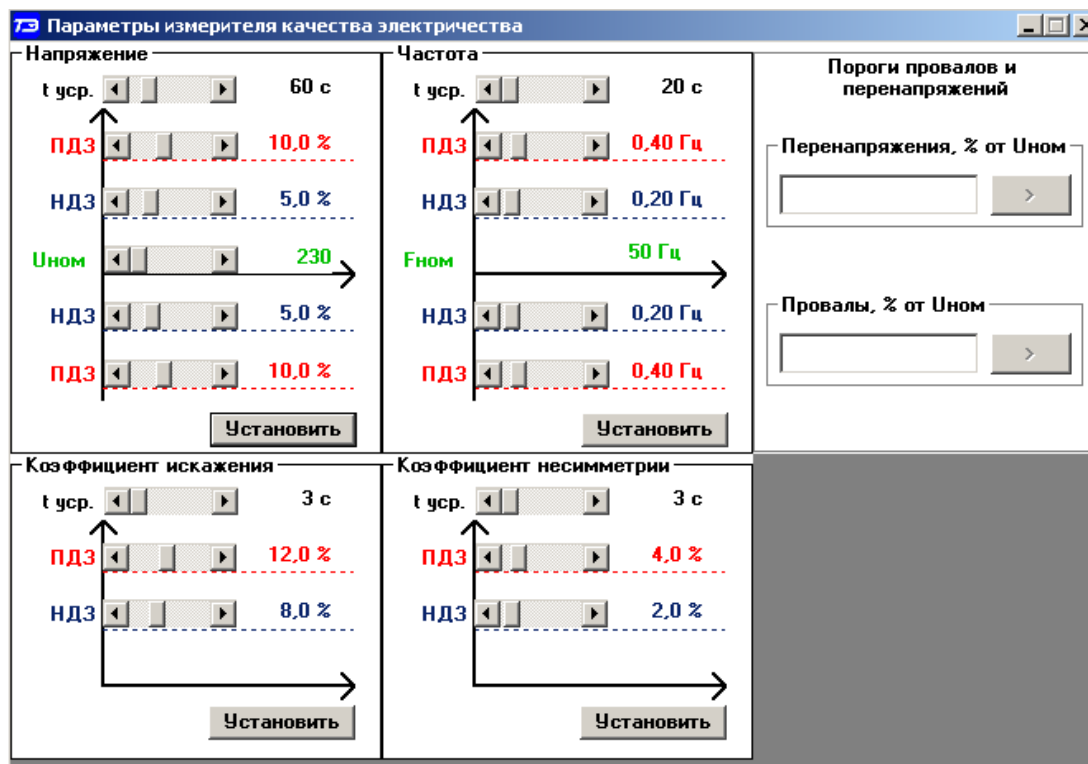 ТЭ Параметры измерителя качества электричества
Напряжение
t уср. 60 с
ПДЗ 10,0 %
НДЗ 5,0 %
Uном 230
НДЗ 5,0 %
ПДЗ 10,0 %
Установить
Частота
t уср. 20 с
ПДЗ 0,40 Гц
НДЗ 0,20 Гц
Fном 50 Гц
НДЗ 0,20 Гц
ПДЗ 0,40 Гц
Установить
Пороги провалов и
перенапряжений
Перенапряжения, % от Uном
>
Провалы, % от Uном
>
Коэффициент искажения
t уср. 3 с
ПДЗ 12,0 %
НДЗ 8,0 %
Установить
Коэффициент несимметрии
t уср. 3 с
ПДЗ 4,0 %
НДЗ 2,0 %
Установить